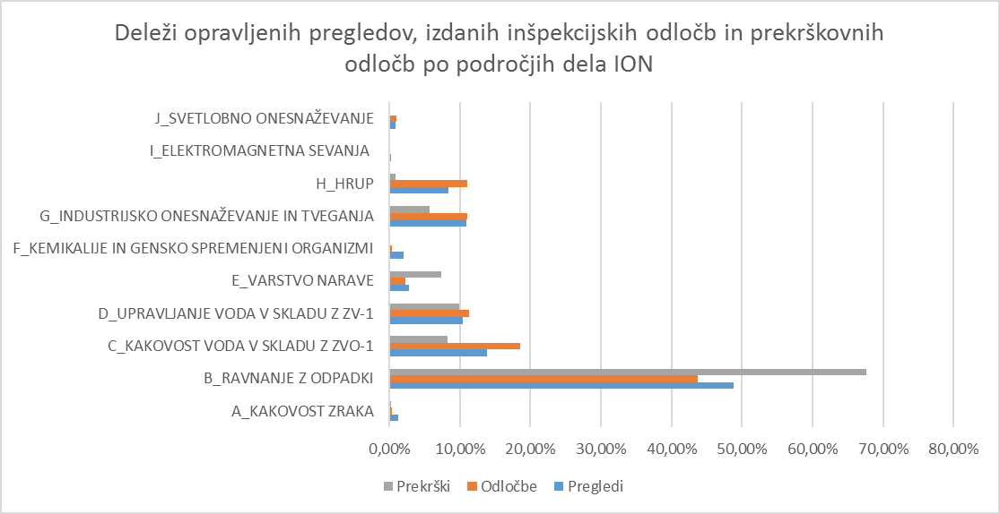 Deleži opravljenih pregledov, izdanih inšpekcijskih odločb in prekrškovnih
odločb po področjih dela ION
J_SVETLOBNO ONESNAŽEVANJE
I_ELEKTROMAGNETNA SEVANJA
H_HRUP
G_INDUSTRIJSKO ONESNAŽEVANJE IN TVEGANJA
F_KEMIKALIJE IN GENSKO SPREMENJENI ORGANIZMI
E_VARSTVO NARAVE
D_UPRAVLJANJE VODA V SKLADU Z ZV-1
C_KAKOVOST VODA V SKLADU Z ZVO-1
B_RAVNANJE Z ODPADKI
A_KAKOVOST ZRAKA
0,00% 10,00% 20,00% 30,00% 40,00% 50,00% 60,00% 70,00% 80,00%
Prekrški Odločbe Pregledi